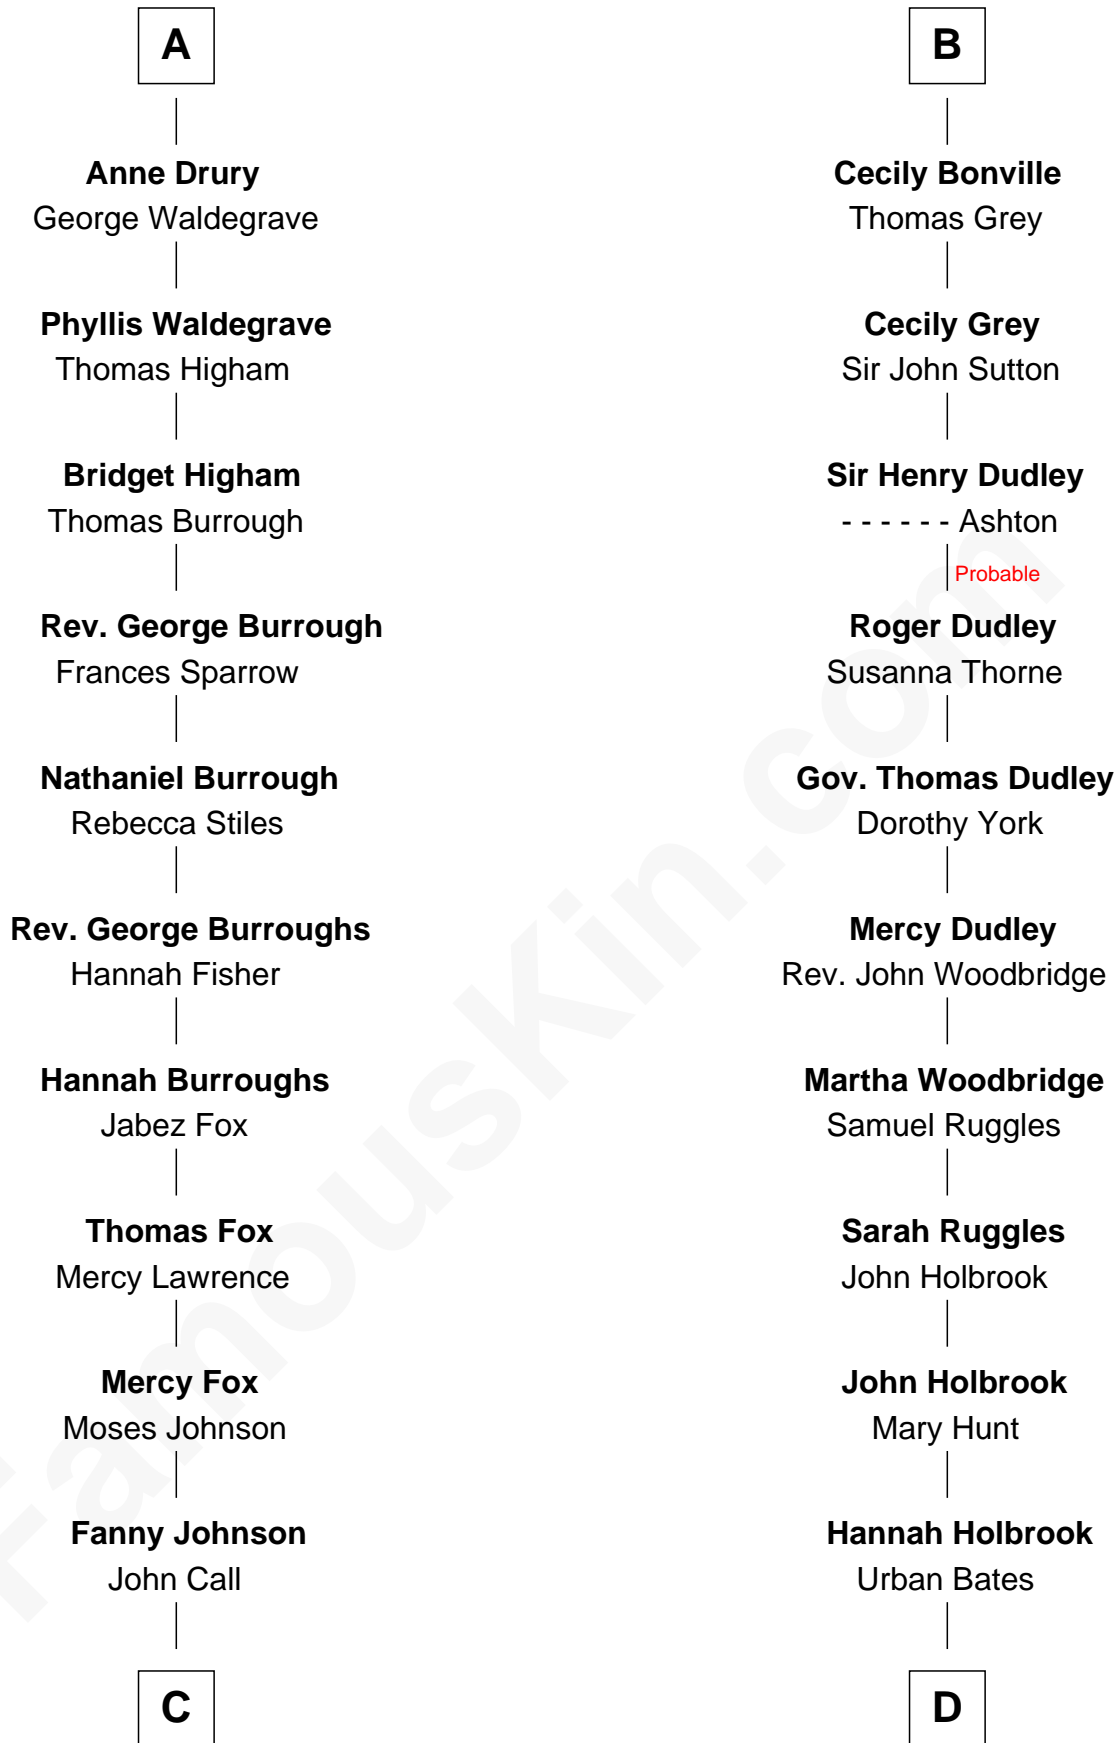 A
Anne Drury
George Waldegrave
Phyllis Waldegrave
Thomas Higham
Bridget Higham
Thomas Burrough
Rev. George Burrough
Frances Sparrow
Nathaniel Burrough
Rebecca Stiles
Rev. George Burroughs
Hannah Fisher
Hannah Burroughs
Jabez Fox
Thomas Fox
Mercy Lawrence
Mercy Fox
Moses Johnson
Fanny Johnson
John Call
C
B
Cecily Bonville
Thomas Grey
Cecily Grey
Sir John Sutton
Sir Henry Dudley
- - - - - - Ashton
Probable
Roger Dudley
Susanna Thorne
Gov. Thomas Dudley
Dorothy York
Mercy Dudley
Rev. John Woodbridge
Martha Woodbridge
Samuel Ruggles
Sarah Ruggles
John Holbrook
John Holbrook
Mary Hunt
Hannah Holbrook
Urban Bates
D
FamousKin.com